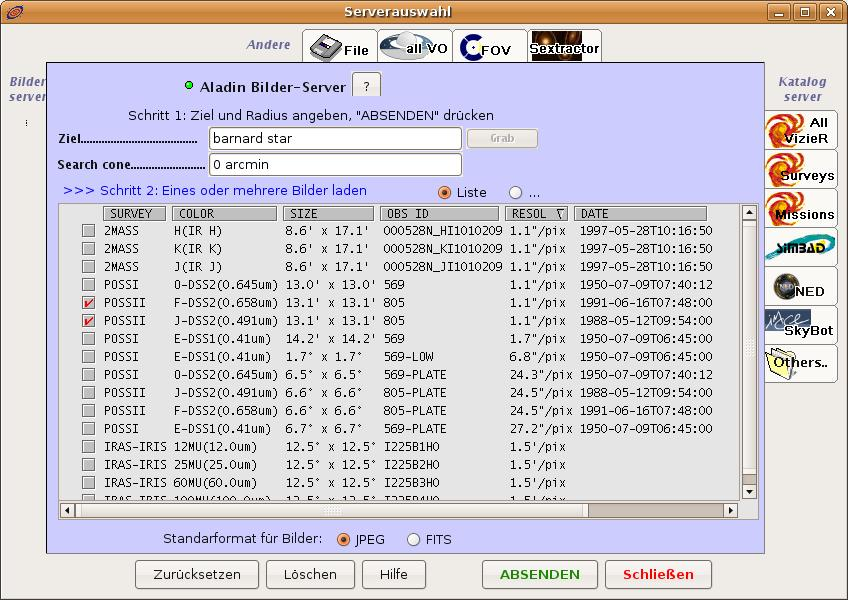 Serverauswahl
Andere
File
all VO
FOV
Sextractor
Bilder server
Katalog server
Aladin Bilder-Server
?
Schritt 1: Ziel und Radius angeben, "ABSENDEN" drücken
Ziel.................................... barnard star Grab
Search cone....................... 0 arcmin
>>> Schritt 2: Eines oder mehrere Bilder laden Liste ...
SURVEY COLOR SIZE OBS ID RESOL ∇ DATE
2MASS H(IR H) 8.6' x 17.1' 000528N_HI1010209 1.1"/pix 1997-05-28T10:16:50
2MASS K(IR K) 8.6' x 17.1' 000528N_KI1010209 1.1"/pix 1997-05-28T10:16:50
2MASS J(IR J) 8.6' x 17.1' 000528N_JI1010209 1.1"/pix 1997-05-28T10:16:50
POSSI O-DSS2(0.645um) 13.0' x 13.0' 569 1.1"/pix 1950-07-09T07:40:12
POSSII F-DSS2(0.658um) 13.1' x 13.1' 805 1.1"/pix 1991-06-16T07:48:00
POSSII J-DSS2(0.491um) 13.1' x 13.1' 805 1.1"/pix 1988-05-12T09:54:00
POSSI E-DSS1(0.41um) 14.2' x 14.2' 569 1.7"/pix 1950-07-09T06:45:00
POSSI E-DSS1(0.41um) 1.7° x 1.7° 569-LOW 6.8"/pix 1950-07-09T06:45:00
POSSI O-DSS2(0.645um) 6.5° x 6.5° 569-PLATE 24.3"/pix 1950-07-09T07:40:12
POSSII J-DSS2(0.491um) 6.6° x 6.6° 805-PLATE 24.5"/pix 1988-05-12T09:54:00
POSSII F-DSS2(0.658um) 6.6° x 6.6° 805-PLATE 24.5"/pix 1991-06-16T07:48:00
POSSI E-DSS1(0.41um) 6.7° x 6.7° 569-PLATE 27.2"/pix 1950-07-09T06:45:00
IRAS-IRIS 12MU(12.0um) 12.5° x 12.5° I225B1H0 1.5'/pix
IRAS-IRIS 25MU(25.0um) 12.5° x 12.5° I225B2H0 1.5'/pix
IRAS-IRIS 60MU(60.0um) 12.5° x 12.5° I225B3H0 1.5'/pix
IRAS-IRIS 100MU(100.0um) 12.5° x 12.5° I225B4H0 1.5'/pix
All VizieR
Surveys
Missions
SIMBAD
NED
SkyBot
Others..
Standarformat für Bilder: JPEG FITS
Zurücksetzen Löschen Hilfe ABSENDEN Schließen